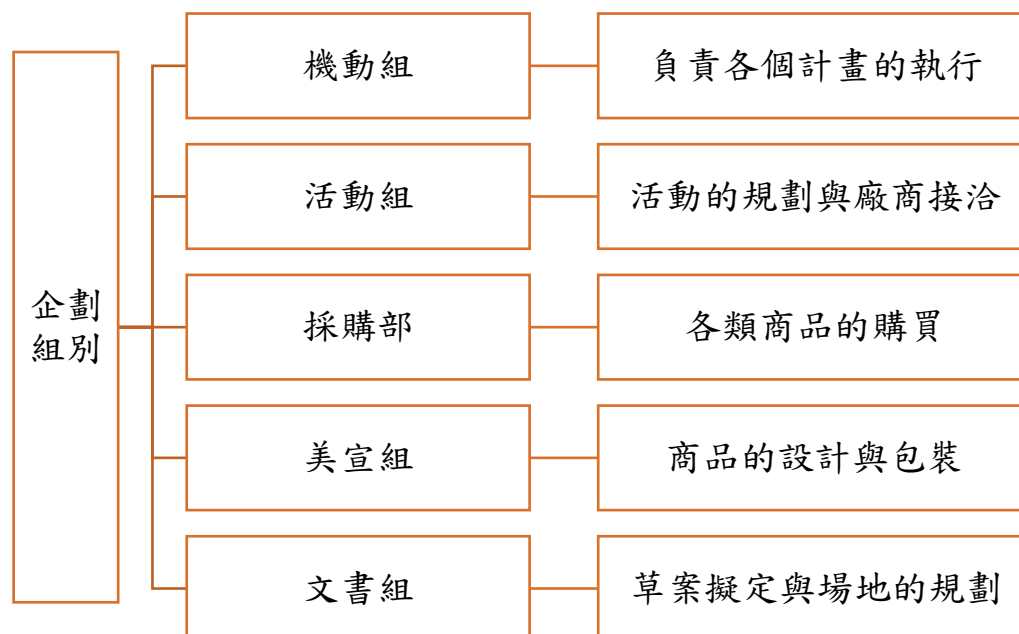 企劃
組別
機動組
負責各個計畫的執行
活動組
活動的規劃與廠商接洽
採購部
各類商品的購買
美宣組
商品的設計與包裝
文書組
草案擬定與場地的規劃